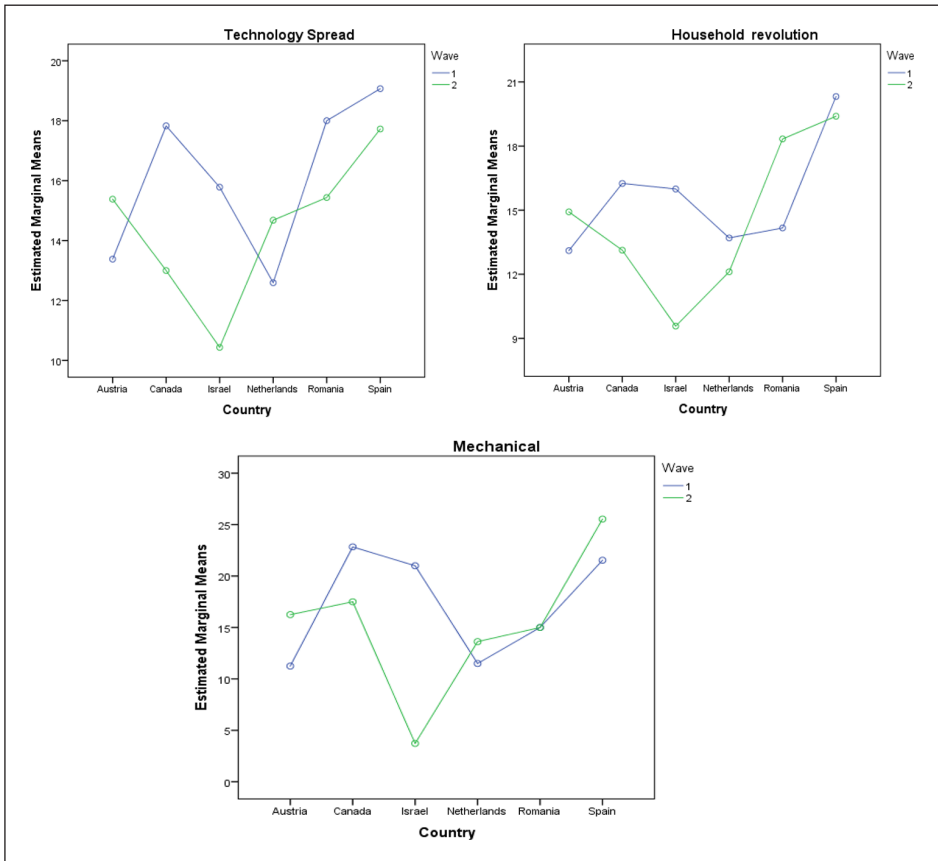 Technology Spread
Wave
1
2
Estimated Marginal Means
20
18
16
14
12
10
Austria Canada Israel Netherlands Romania Spain
Country
Household revolution
Wave
1
2
Estimated Marginal Means
21
18
15
12
9
Austria Canada Israel Netherlands Romania Spain
Country
Mechanical
Wave
1
2
Estimated Marginal Means
30
25
20
15
10
5
0
Austria Canada Israel Netherlands Romania Spain
Country